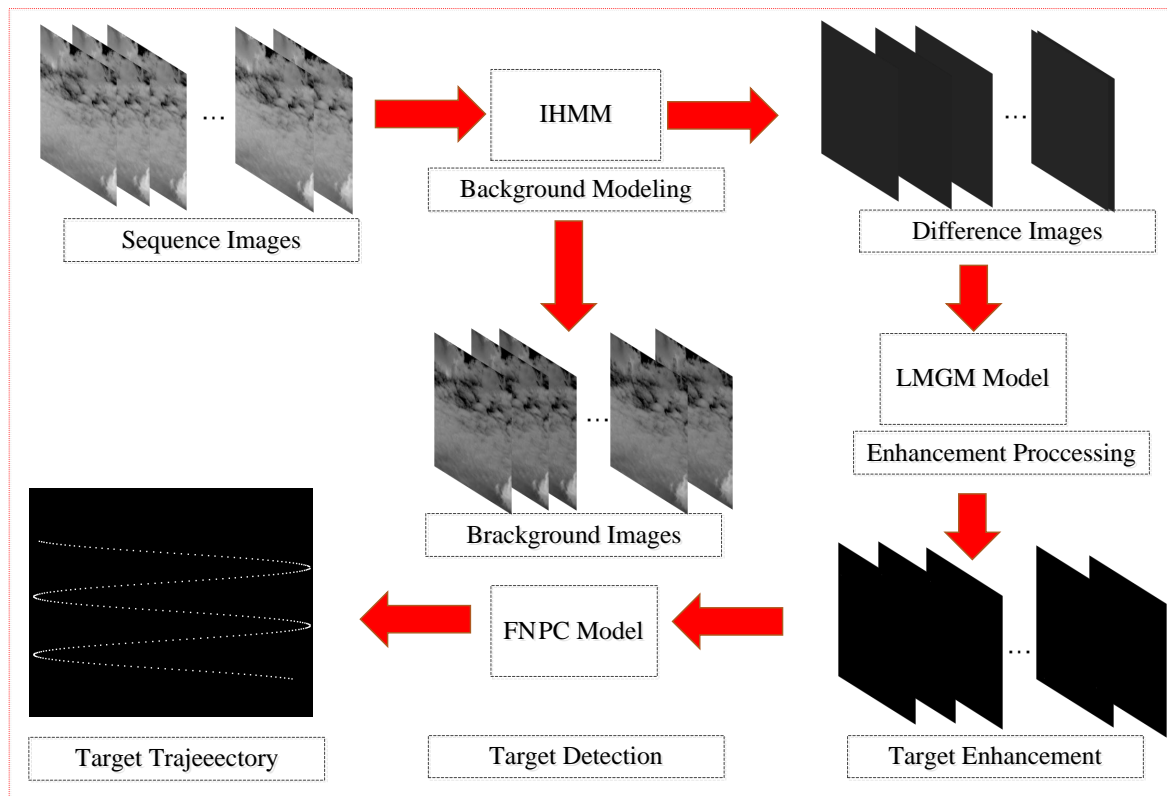 ...
...
IHMM
Background Modeling
Sequence Images
Difference Images
LMGM Model
...
Enhancement Proccessing
Brackground Images
FNPC Model
...
Target Trajeeectory
Target Detection
Target Enhancement